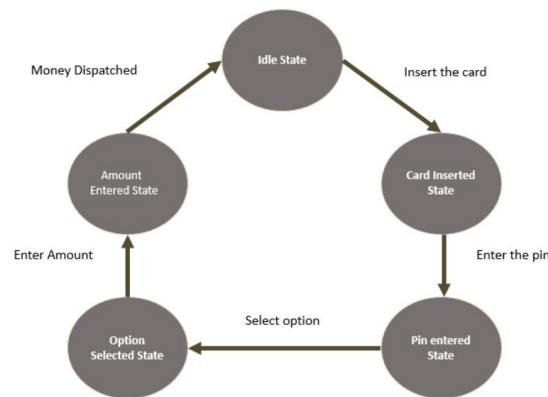 Idle State
Money Dispatched
Insert the card
Amount
Entered State
Card Inserted
State
Enter Amount
Enter the pin
Select option
Option
Selected State
Pin entered
State